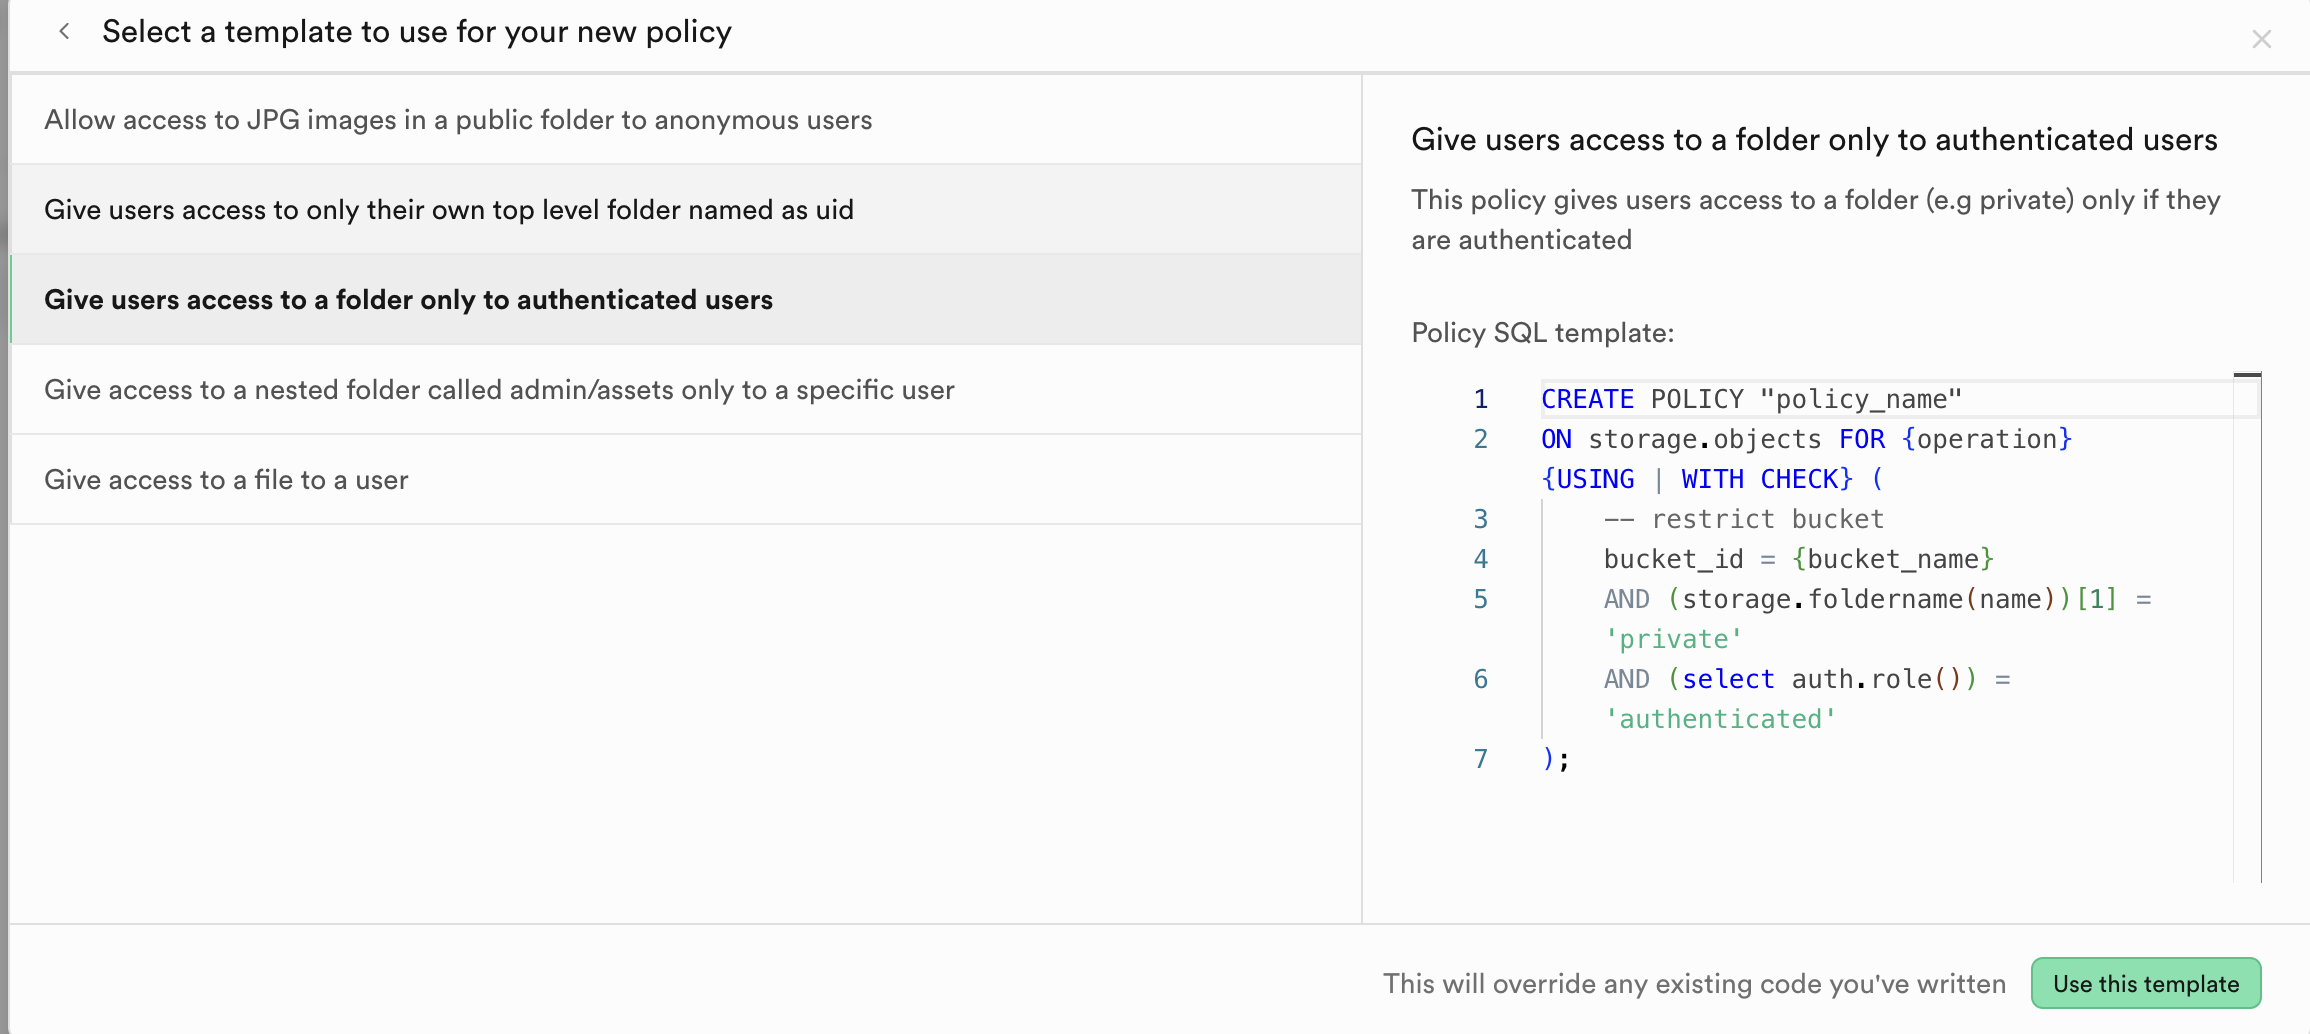 Select a template to use for your new policy
Allow access to JPG images in a public folder to anonymous users
Give users access to only their own top level folder named as uid
Give users access to a folder only to authenticated users
Give access to a nested folder called admin/assets only to a specific user
Give access to a file to a user
Give users access to a folder only to authenticated users
This policy gives users access to a folder (e.g private) only if they
are authenticated
Policy SQL template:
1 CREATE POLICY "policy_name"
2 ON storage.objects FOR {operation}
{USING | WITH CHECK} (
3 -- restrict bucket
4 bucket_id = {bucket_name}
5 AND (storage.foldername(name))[1] =
'private'
6 AND (select auth.role()) =
'authenticated'
7 );
This will override any existing code you've written
Use this template